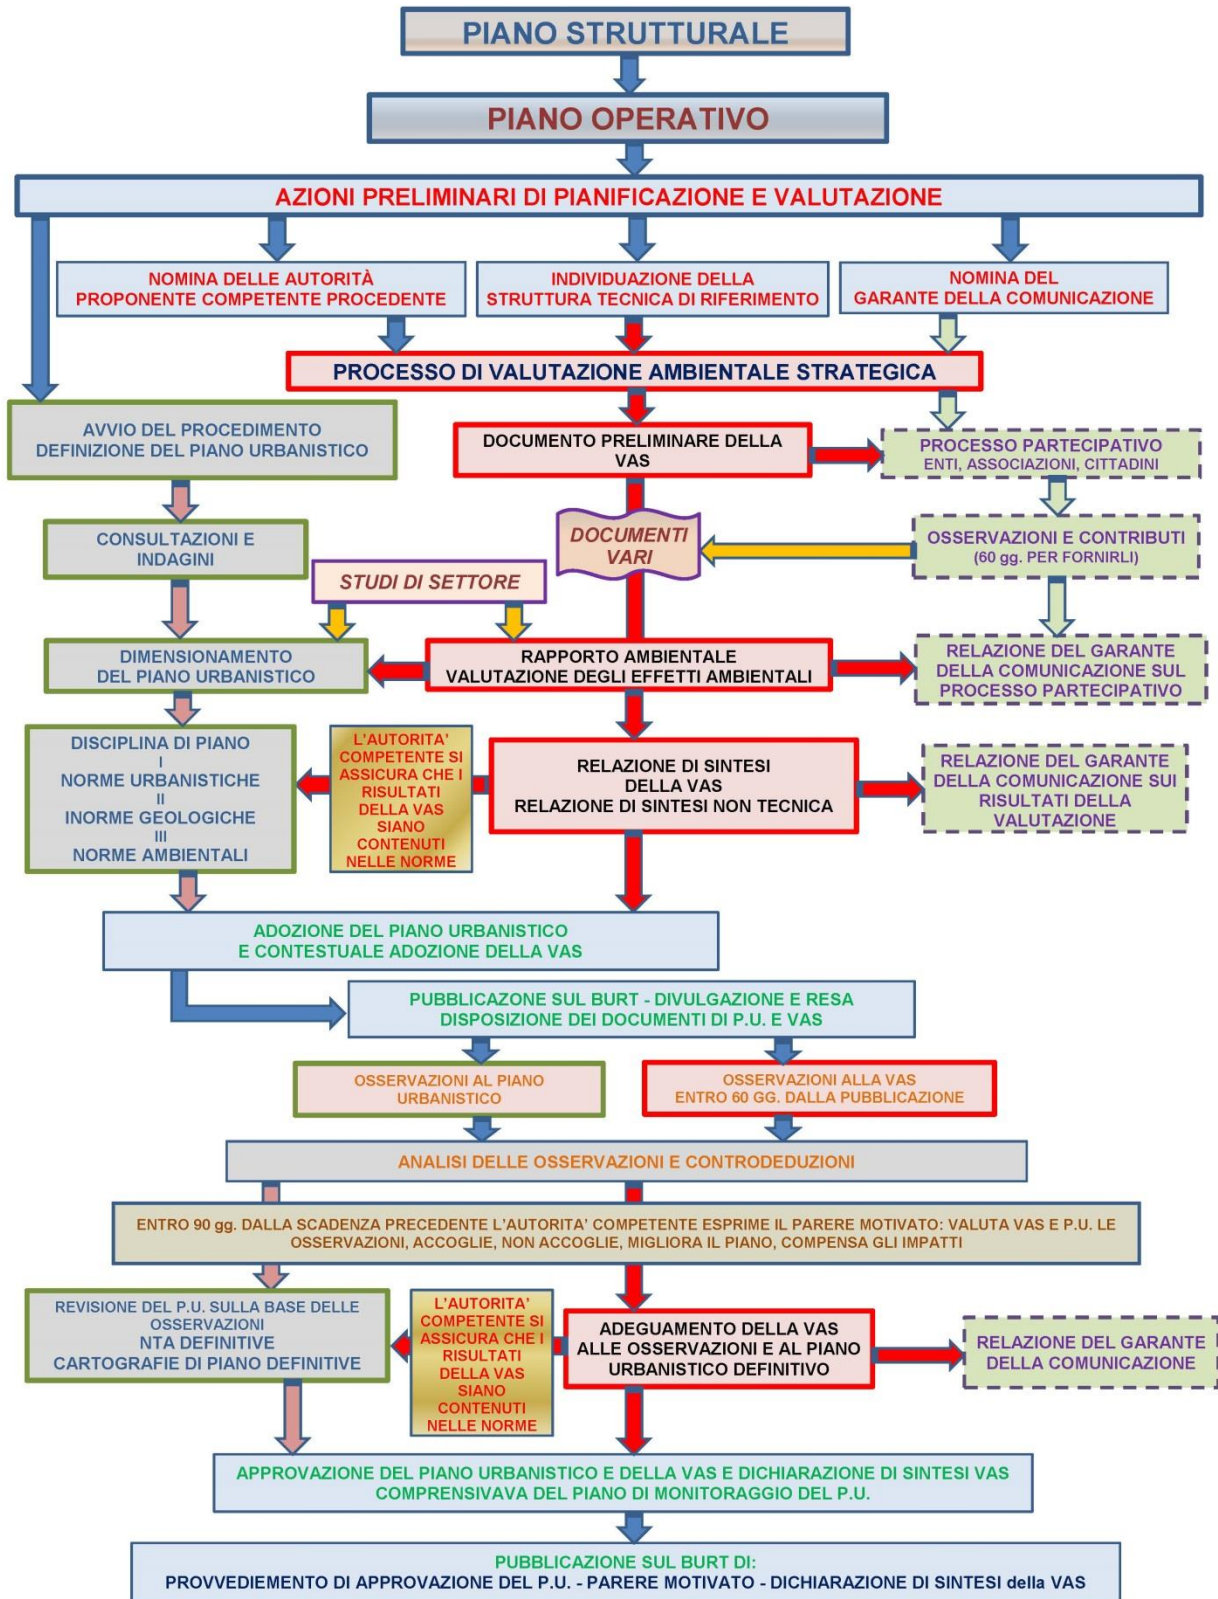 PIANO STRUTTURALE
PIANO OPERATIVO
AZIONI PRELIMINARI DI PIANIFICAZIONE E VALUTAZIONE
NOMINA DELLE AUTORITÀ
PROPONENTE COMPETENTE PROCEDENTE
INDIVIDUAZIONE DELLA
STRUTTURA TECNICA DI RIFERIMENTO
NOMINA DEL
GARANTE DELLA COMUNICAZIONE
PROCESSO DI VALUTAZIONE AMBIENTALE STRATEGICA
AVVIO DEL PROCEDIMENTO
DEFINIZIONE DEL PIANO URBANISTICO
DOCUMENTO PRELIMINARE DELLA
VAS
PROCESSO PARTECIPATIVO
ENTI, ASSOCIAZIONI, CITTADINI
CONSULTAZIONI E
INDAGINI
DOCUMENTI
VARI
OSSERVAZIONI E CONTRIBUTI
(60 gg. PER FORNIRLI)
STUDI DI SETTORE
DIMENSIONAMENTO
DEL PIANO URBANISTICO
RAPPORTO AMBIENTALE
VALUTAZIONE DEGLI EFFETTI AMBIENTALI
RELAZIONE DEL GARANTE
DELLA COMUNICAZIONE SUL
PROCESSO PARTECIPATIVO
DISCIPLINA DI PIANO
I
NORME URBANISTICHE
II
INORME GEOLOGICHE
III
NORME AMBIENTALI
L'AUTORITA'
COMPETENTE SI
ASSICURA CHE I
RISULTATI
DELLA VAS
SIANO
CONTENUTI
NELLE NORME
RELAZIONE DI SINTESI
DELLA VAS
RELAZIONE DI SINTESI NON TECNICA
RELAZIONE DEL GARANTE
DELLA COMUNICAZIONE SUI
RISULTATI DELLA
VALUTAZIONE
ADOZIONE DEL PIANO URBANISTICO
E CONTESTUALE ADOZIONE DELLA VAS
PUBBLICAZONE SUL BURT - DIVULGAZIONE E RESA
DISPOSIZIONE DEI DOCUMENTI DI P.U. E VAS
OSSERVAZIONI AL PIANO
URBANISTICO
OSSERVAZIONI ALLA VAS
ENTRO 60 GG. DALLA PUBBLICAZIONE
ANALISI DELLE OSSERVAZIONI E CONTRODEDUZIONI
ENTRO 90 gg. DALLA SCADENZA PRECEDENTE L'AUTORITA' COMPETENTE ESPRIME IL PARERE MOTIVATO: VALUTA VAS E P.U. LE
OSSERVAZIONI, ACCOGLIE, NON ACCOGLIE, MIGLIORA IL PIANO, COMPENSA GLI IMPATTI
REVISIONE DEL P.U. SULLA BASE DELLE
OSSERVAZIONI
NTA DEFINITIVE
CARTOGRAFIE DI PIANO DEFINITIVE
L'AUTORITA'
COMPETENTE SI
ASSICURA CHE I
RISULTATI
DELLA VAS
SIANO
CONTENUTI
NELLE NORME
ADEGUAMENTO DELLA VAS
ALLE OSSERVAZIONI E AL PIANO
URBANISTICO DEFINITIVO
RELAZIONE DEL GARANTE
DELLA COMUNICAZIONE
APPROVAZIONE DEL PIANO URBANISTICO E DELLA VAS E DICHIARAZIONE DI SINTESI VAS
COMPRENSIVAVA DEL PIANO DI MONITORAGGIO DEL P.U.
PUBBLICAZIONE SUL BURT DI:
PROVVEDIEMENTO DI APPROVAZIONE DEL P.U. - PARERE MOTIVATO - DICHIARAZIONE DI SINTESI della VAS